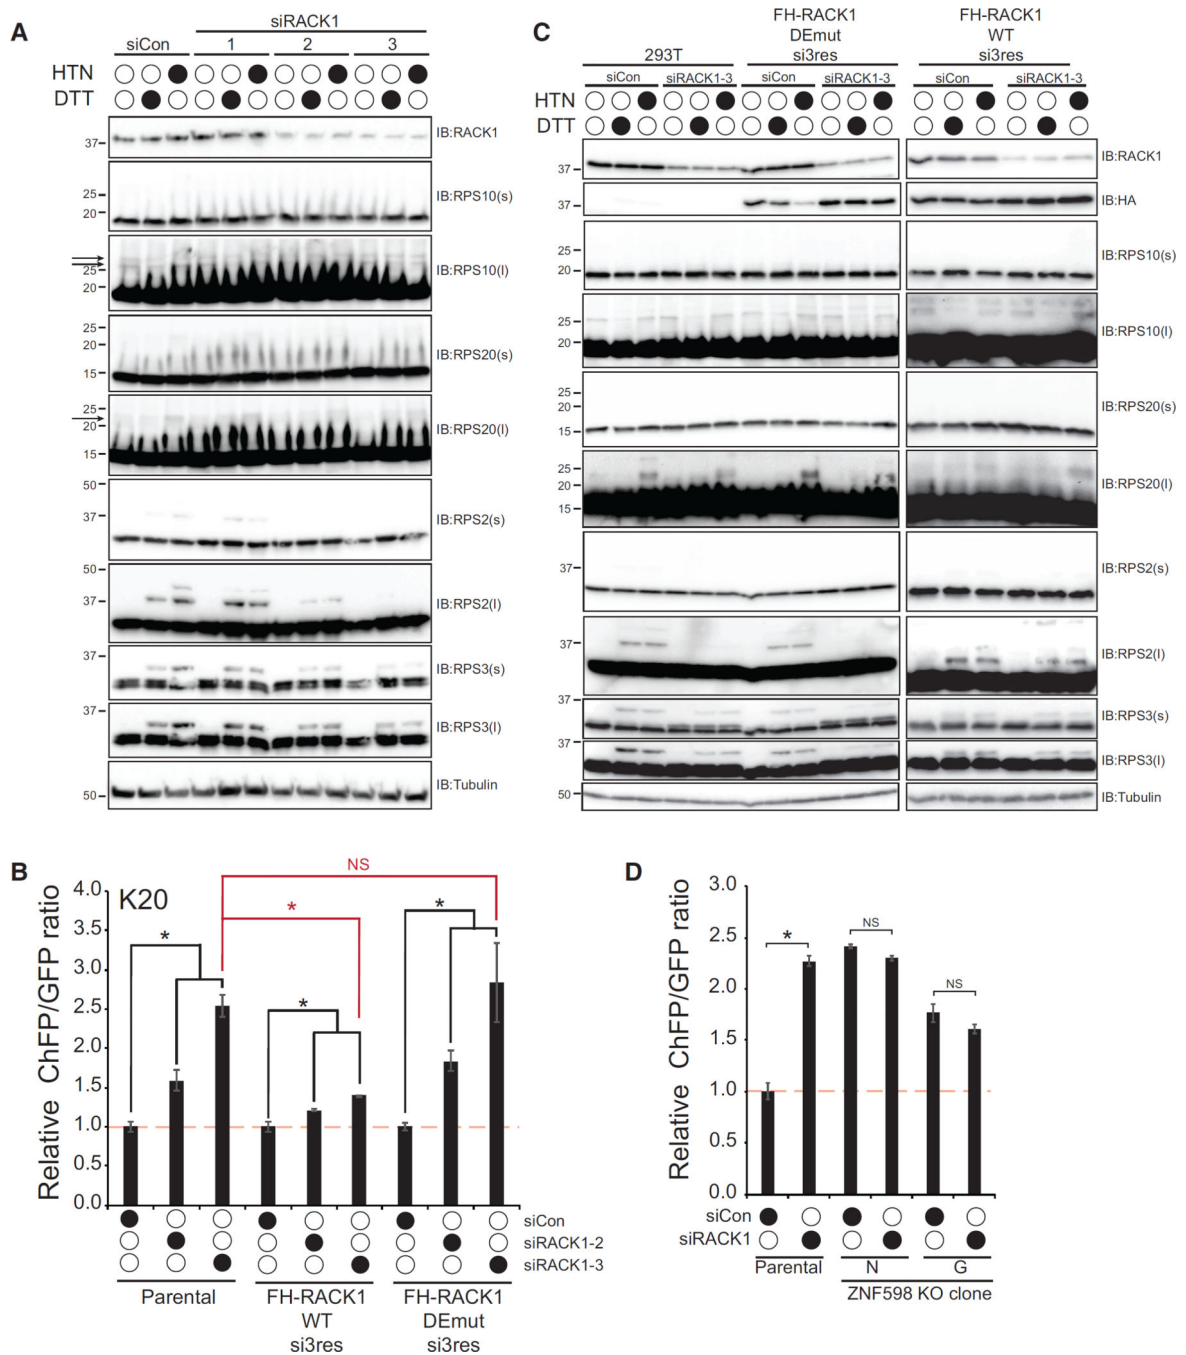 A
siRACK1
siCon 1 2 3
HTN
DTT
37
IB:RACK1
25
20
IB:RPS10(s)
25
20
IB:RPS10(l)
25
20
15
IB:RPS20(s)
25
20
15
IB:RPS20(l)
50
37
IB:RPS2(s)
50
37
IB:RPS2(l)
37
IB:RPS3(s)
37
IB:RPS3(l)
50
IB:Tubulin
C
FH-RACK1 DEmut si3res
FH-RACK1 WT si3res
293T
siCon siRACK1-3 siCon siRACK1-3 siCon siRACK1-3
HTN
DTT
37
IB:RACK1
37
IB:HA
25
20
IB:RPS10(s)
25
20
IB:RPS10(l)
25
20
15
IB:RPS20(s)
25
20
15
IB:RPS20(l)
37
IB:RPS2(s)
37
IB:RPS2(l)
37
IB:RPS3(s)
37
IB:RPS3(l)
50
IB:Tubulin
B
K20
Relative ChFP/GFP ratio
4.0
3.5
3.0
2.5
2.0
1.5
1.0
0.5
0.0
NS
* * * *
siCon
siRACK1-2
siRACK1-3
Parental
FH-RACK1 WT si3res
FH-RACK1 DEmut si3res
D
Relative ChFP/GFP ratio
3.0
2.5
2.0
1.5
1.0
0.5
0.0
*
NS
NS
siCon
siRACK1
Parental N G
ZNF598 KO clone